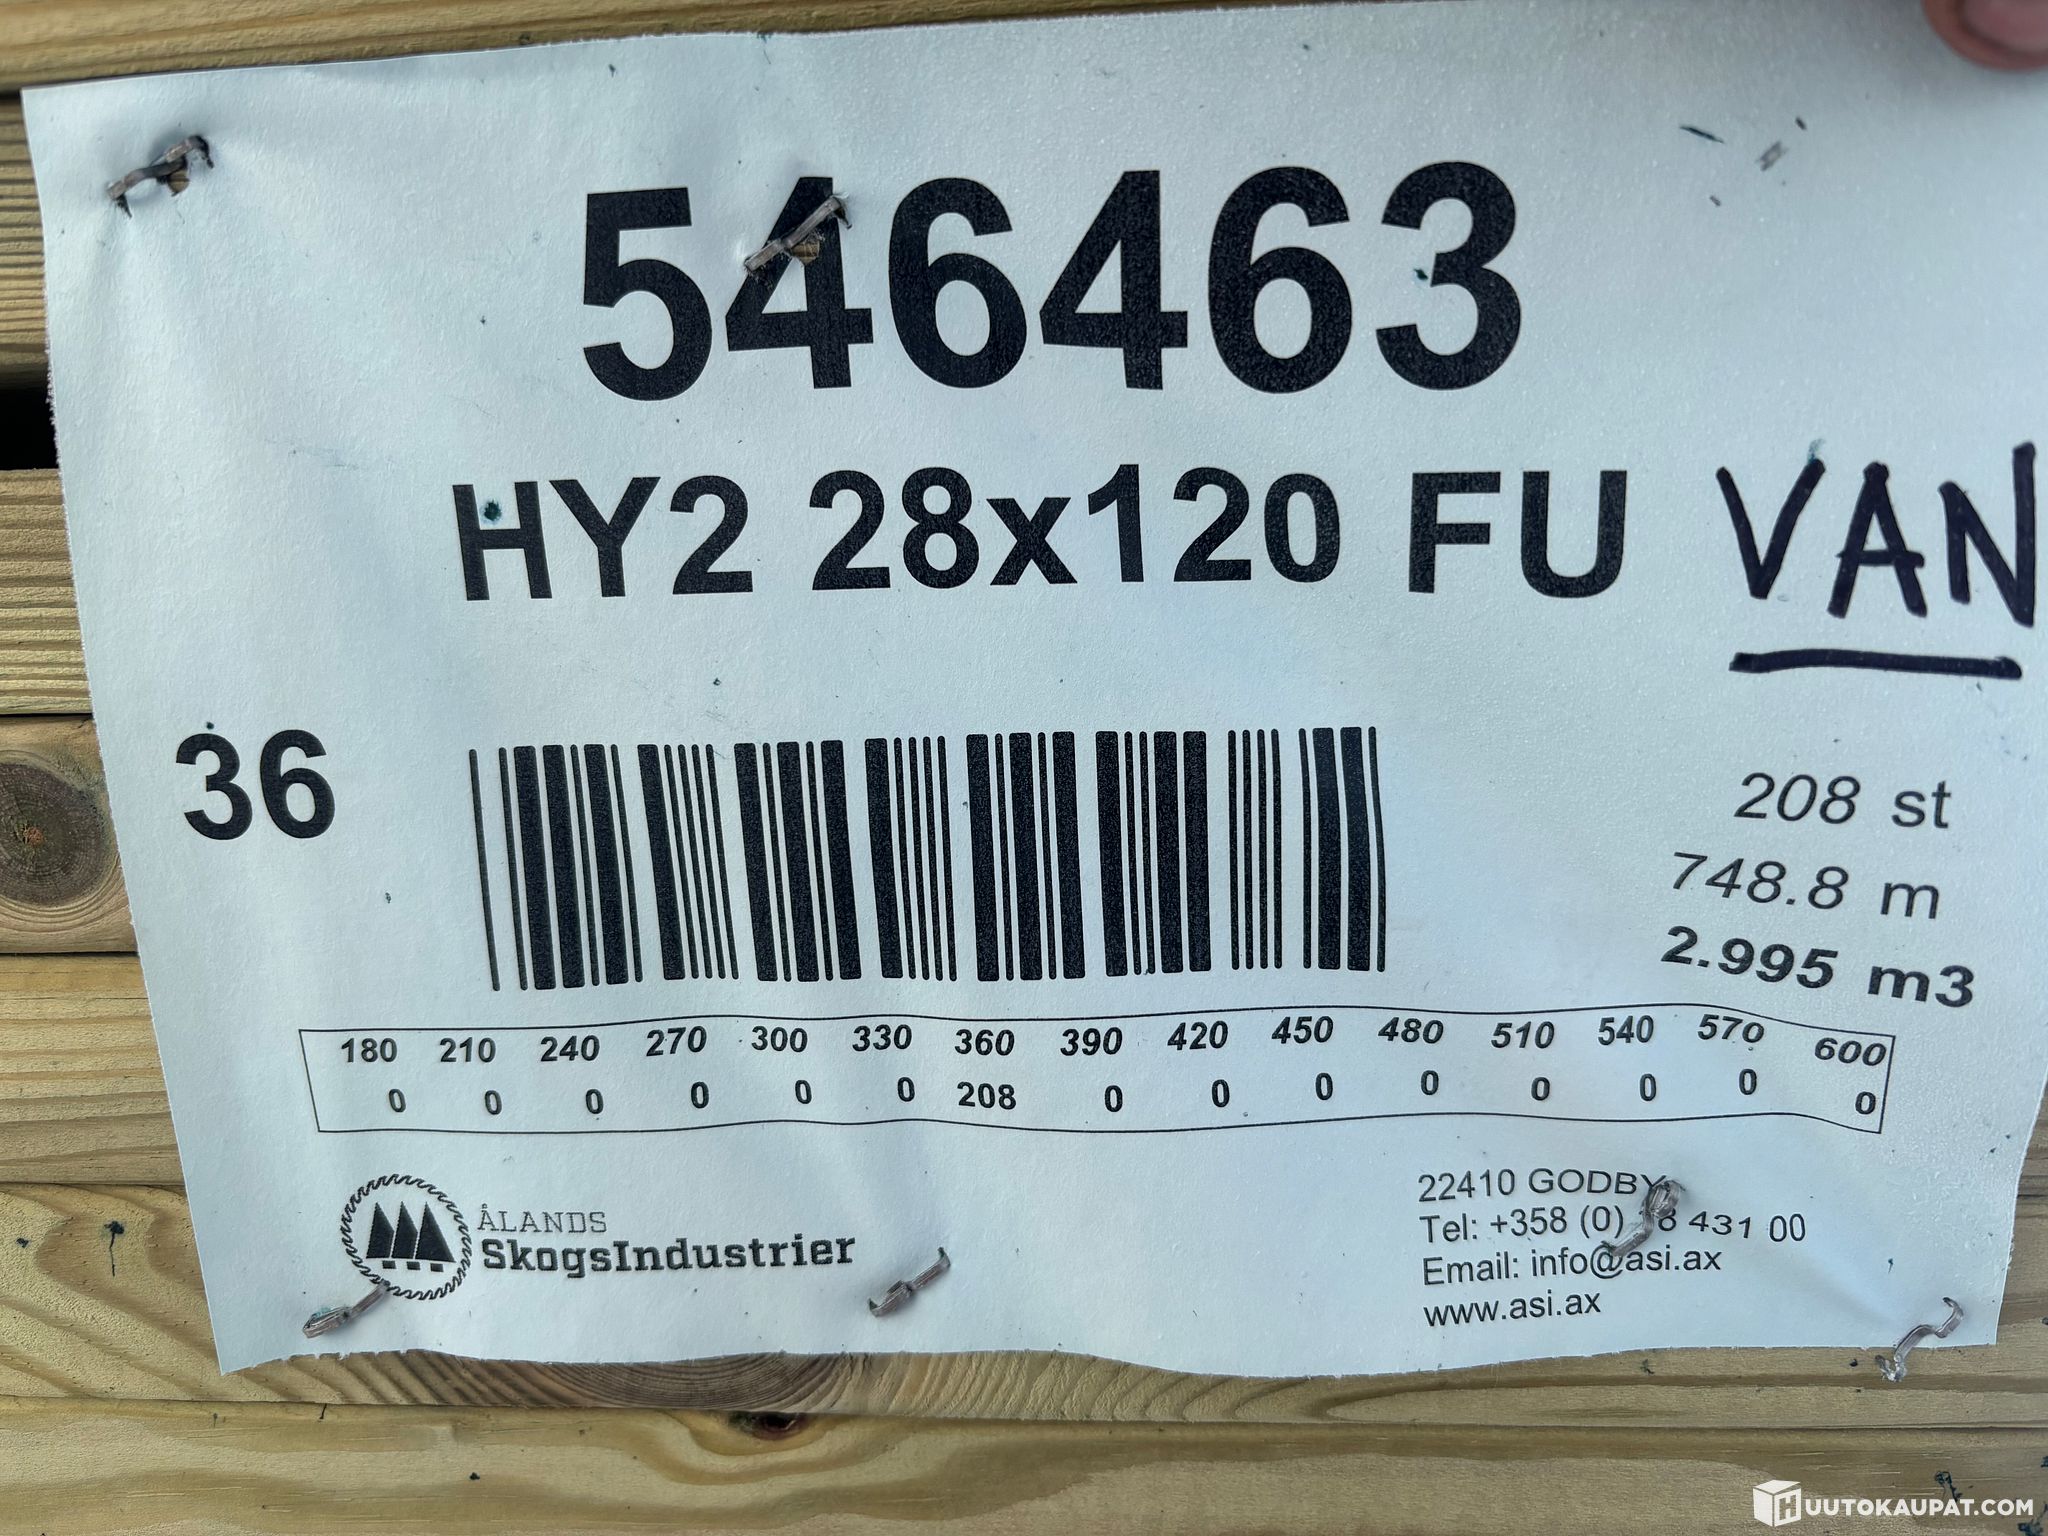 546463
HY2 28x120 FU VAN
36
208 st
748.8 m
2.995 m3
180 210 240 270 300 330 360 390 420 450 480 510 540 570 600
0 0 0 0 0 0 208 0 0 0 0 0 0 0 0
ÅLANDS
SkogsIndustrier
22410 GODBY
Tel: +358 (0) 8 431 00
Email: info@asi.ax
www.asi.ax
HUUTOKAUPAT.COM